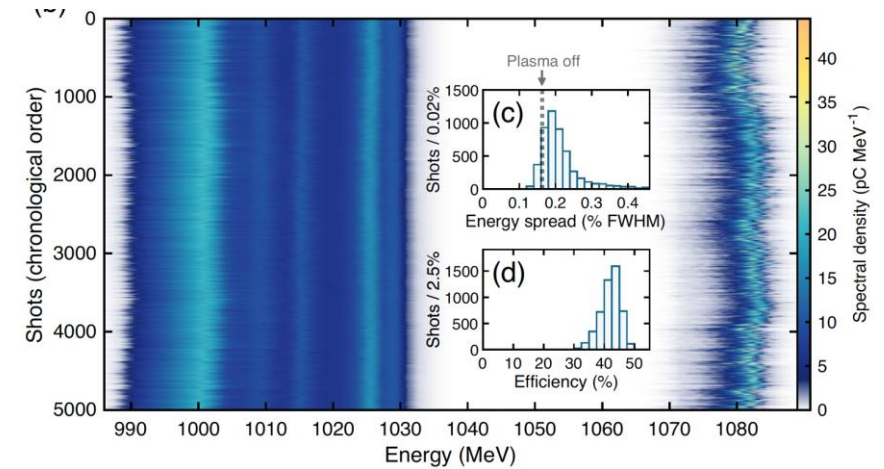 (b)
0
1000
2000
3000
4000
5000
Shots (chronological order)
990 1000 1010 1020 1030 1040 1050 1060 1070 1080
Energy (MeV)
Plasma off
(c)
1500
1000
500
0
Shots / 0.02%
0 0.1 0.2 0.3 0.4
Energy spread (% FWHM)
(d)
1500
1000
500
0
Shots / 2.5%
0 10 20 30 40 50
Efficiency (%)
40
35
30
25
20
15
10
5
0
Spectral density (pC MeV⁻¹)